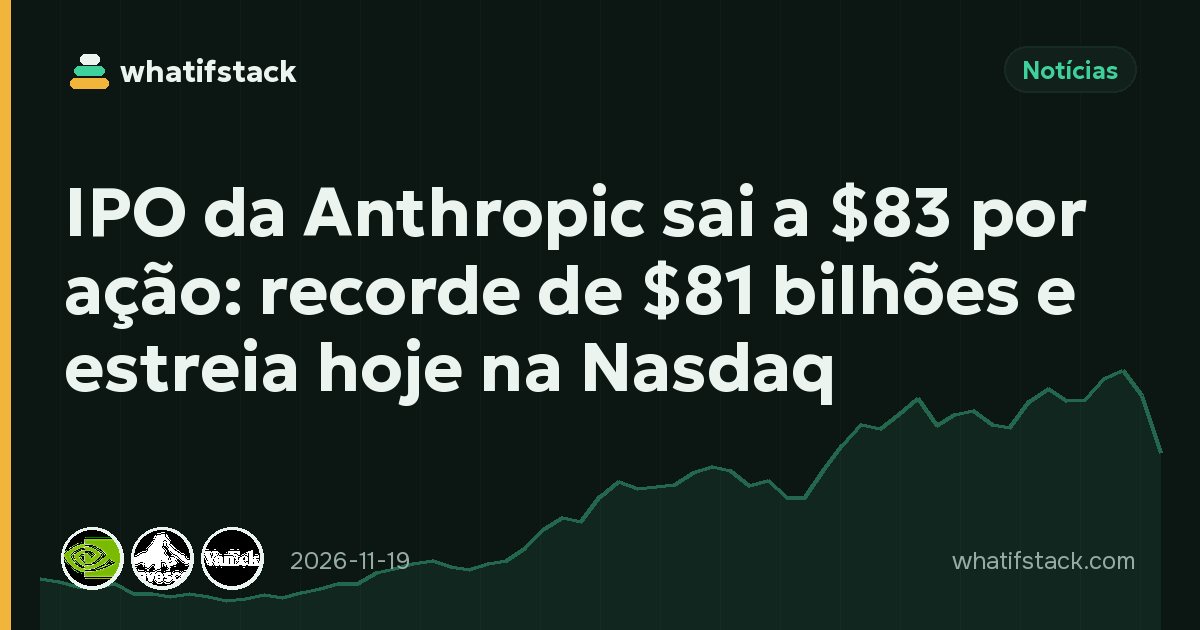 whatifstack
Notícias
IPO da Anthropic sai a $83 por
ação: recorde de $81 bilhões e
estreia hoje na Nasdaq
VanEck
2026-11-19
whatifstack.com